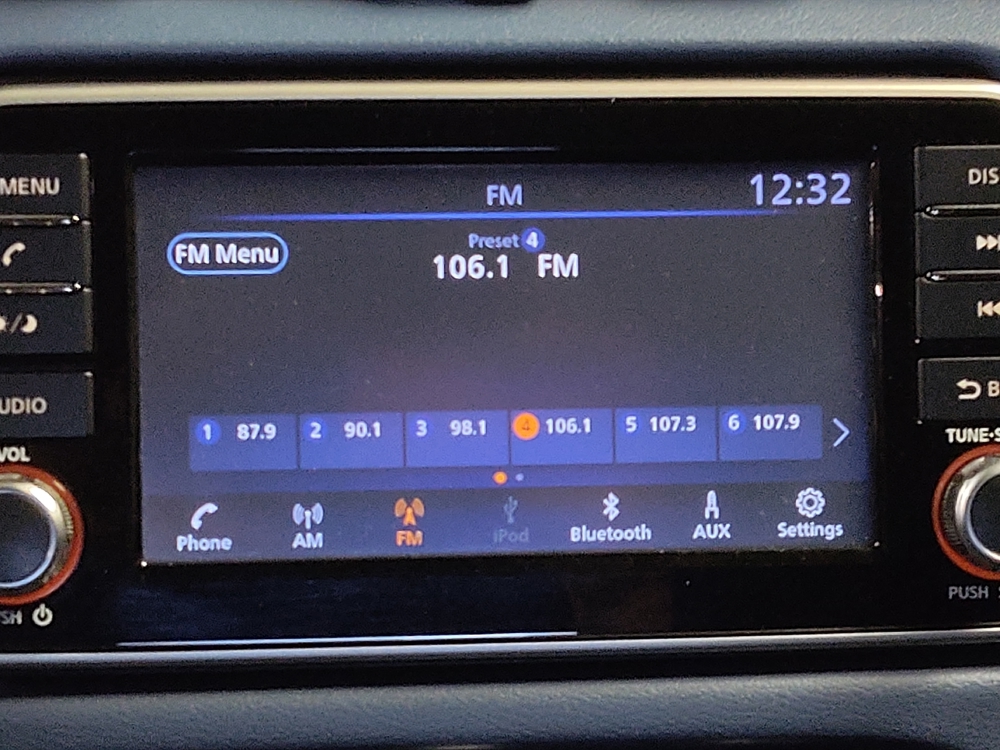 MENU
UDIO
VOL
SH
FM
12:32
FM Menu
Preset 4
106.1 FM
1 87.9
2 90.1
3 98.1
4 106.1
5 107.3
6 107.9
Phone
AM
FM
iPod
Bluetooth
AUX
Settings
DIS
B
TUNE·S
PUSH